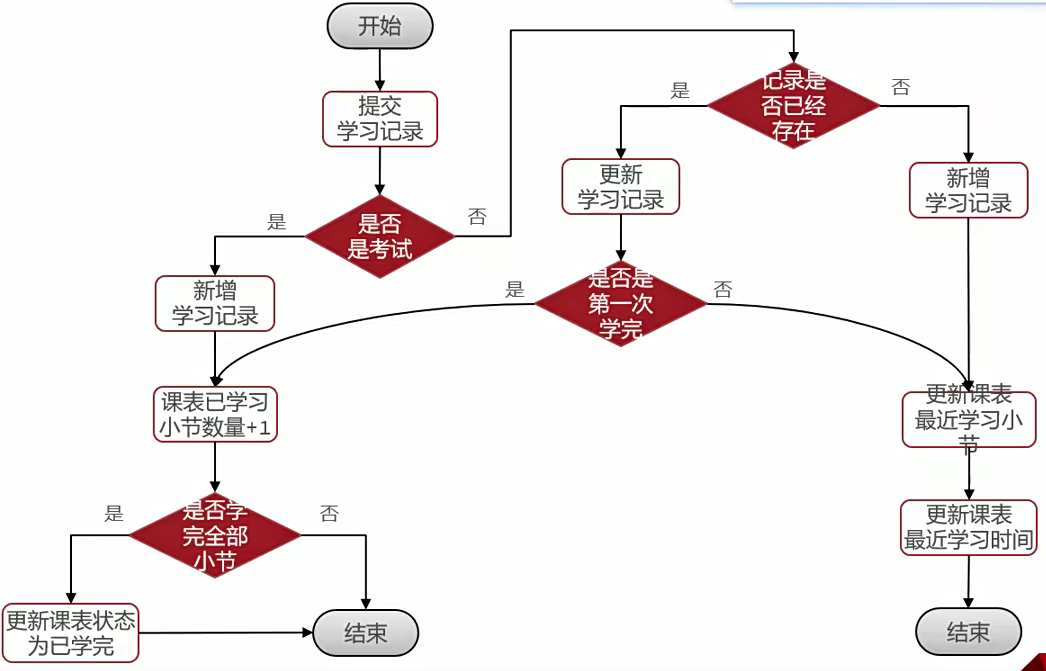 开始
提交
学习记录
是否
是考试
是
否
新增
学习记录
课表已学习
小节数量+1
是否学
完全部
小节
是
否
更新课表状态
为已学完
结束
记录是
否已经
存在
是
否
更新
学习记录
新增
学习记录
是否是
第一次
学完
是
否
更新课表
最近学习小
节
更新课表
最近学习时间
结束